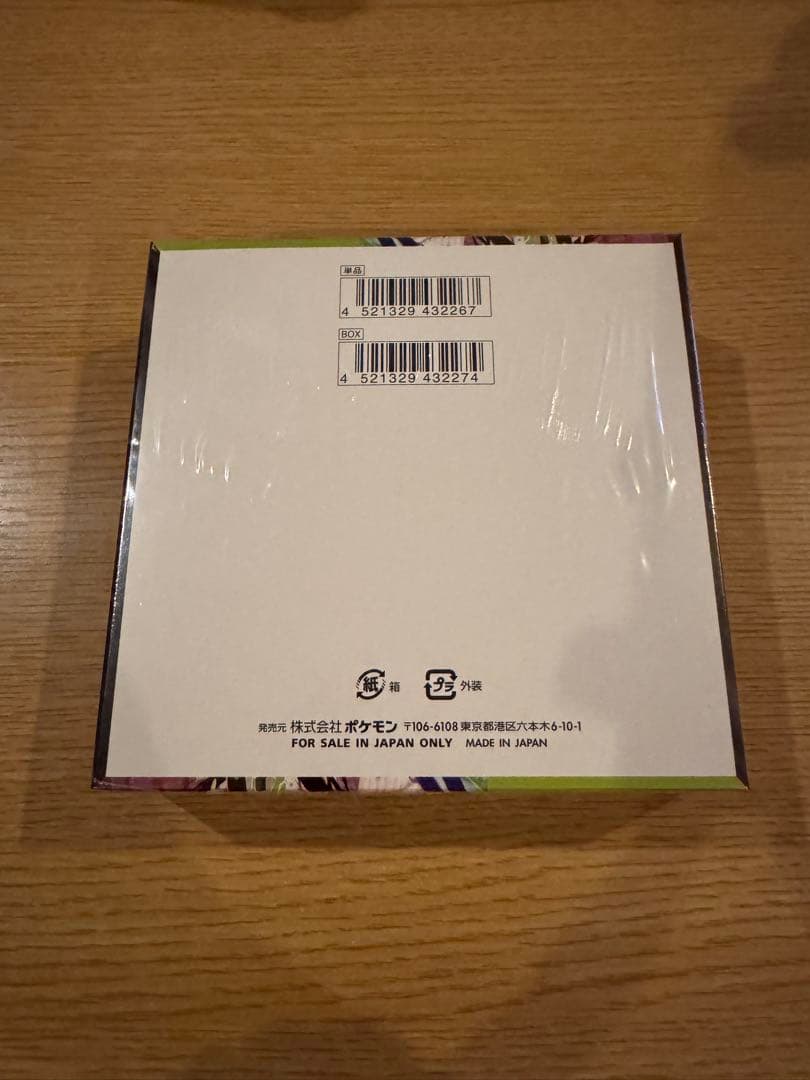 単品
4 521329 432267
BOX
4 521329 432274
紙 箱 プラ 外装
発売元 株式会社 ポケモン 〒106-6108 東京都港区六本木6-10-1
FOR SALE IN JAPAN ONLY MADE IN JAPAN